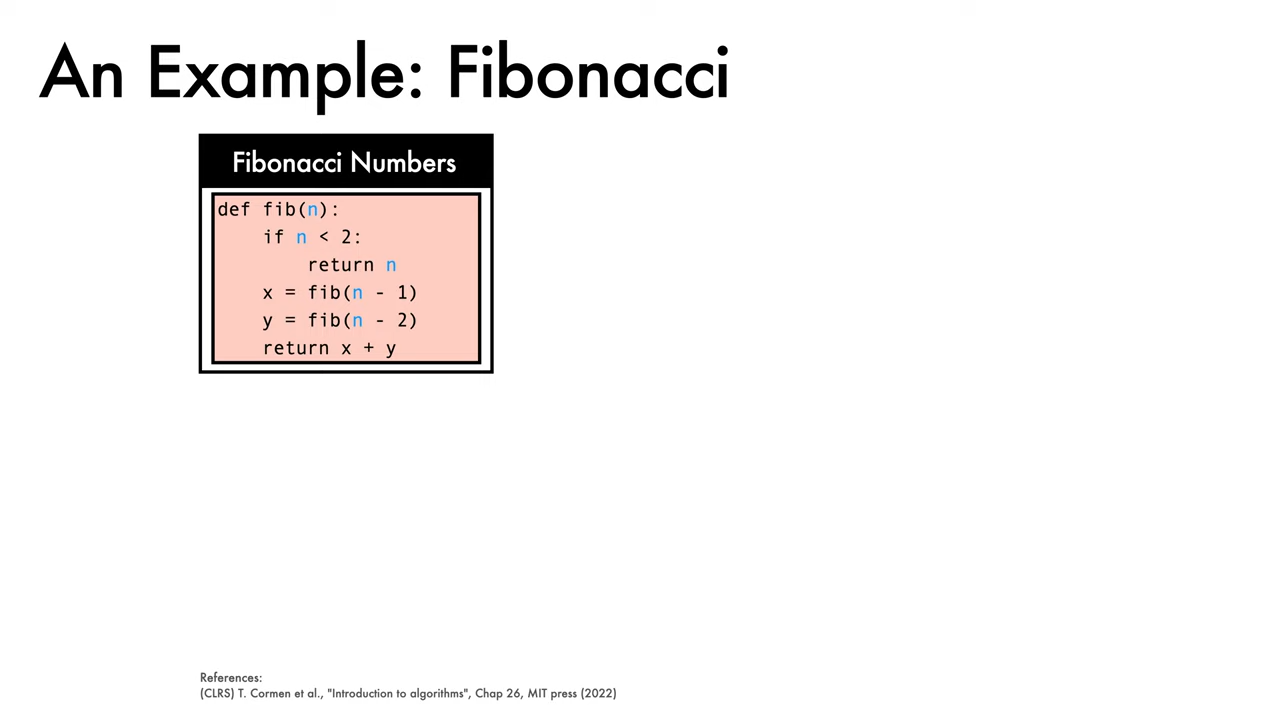 An Example: Fibonacci
Fibonacci Numbers
def fib(n):
    if n < 2:
        return n
    x = fib(n - 1)
    y = fib(n - 2)
    return x + y
References:
(CLRS) T. Cormen et al., "Introduction to algorithms", Chap 26, MIT press (2022)